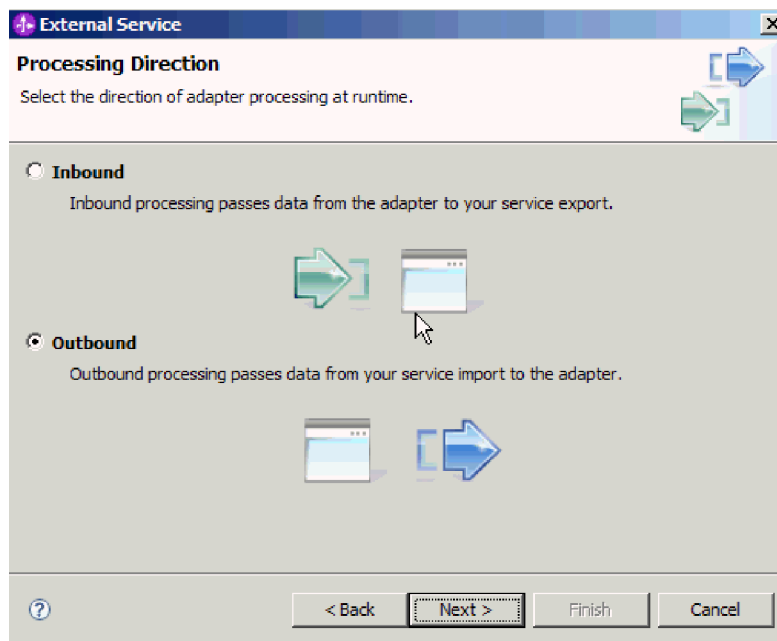 External Service
Processing Direction
Select the direction of adapter processing at runtime.
Inbound
Inbound processing passes data from the adapter to your service export.
Outbound
Outbound processing passes data from your service import to the adapter.
< Back Next > Finish Cancel